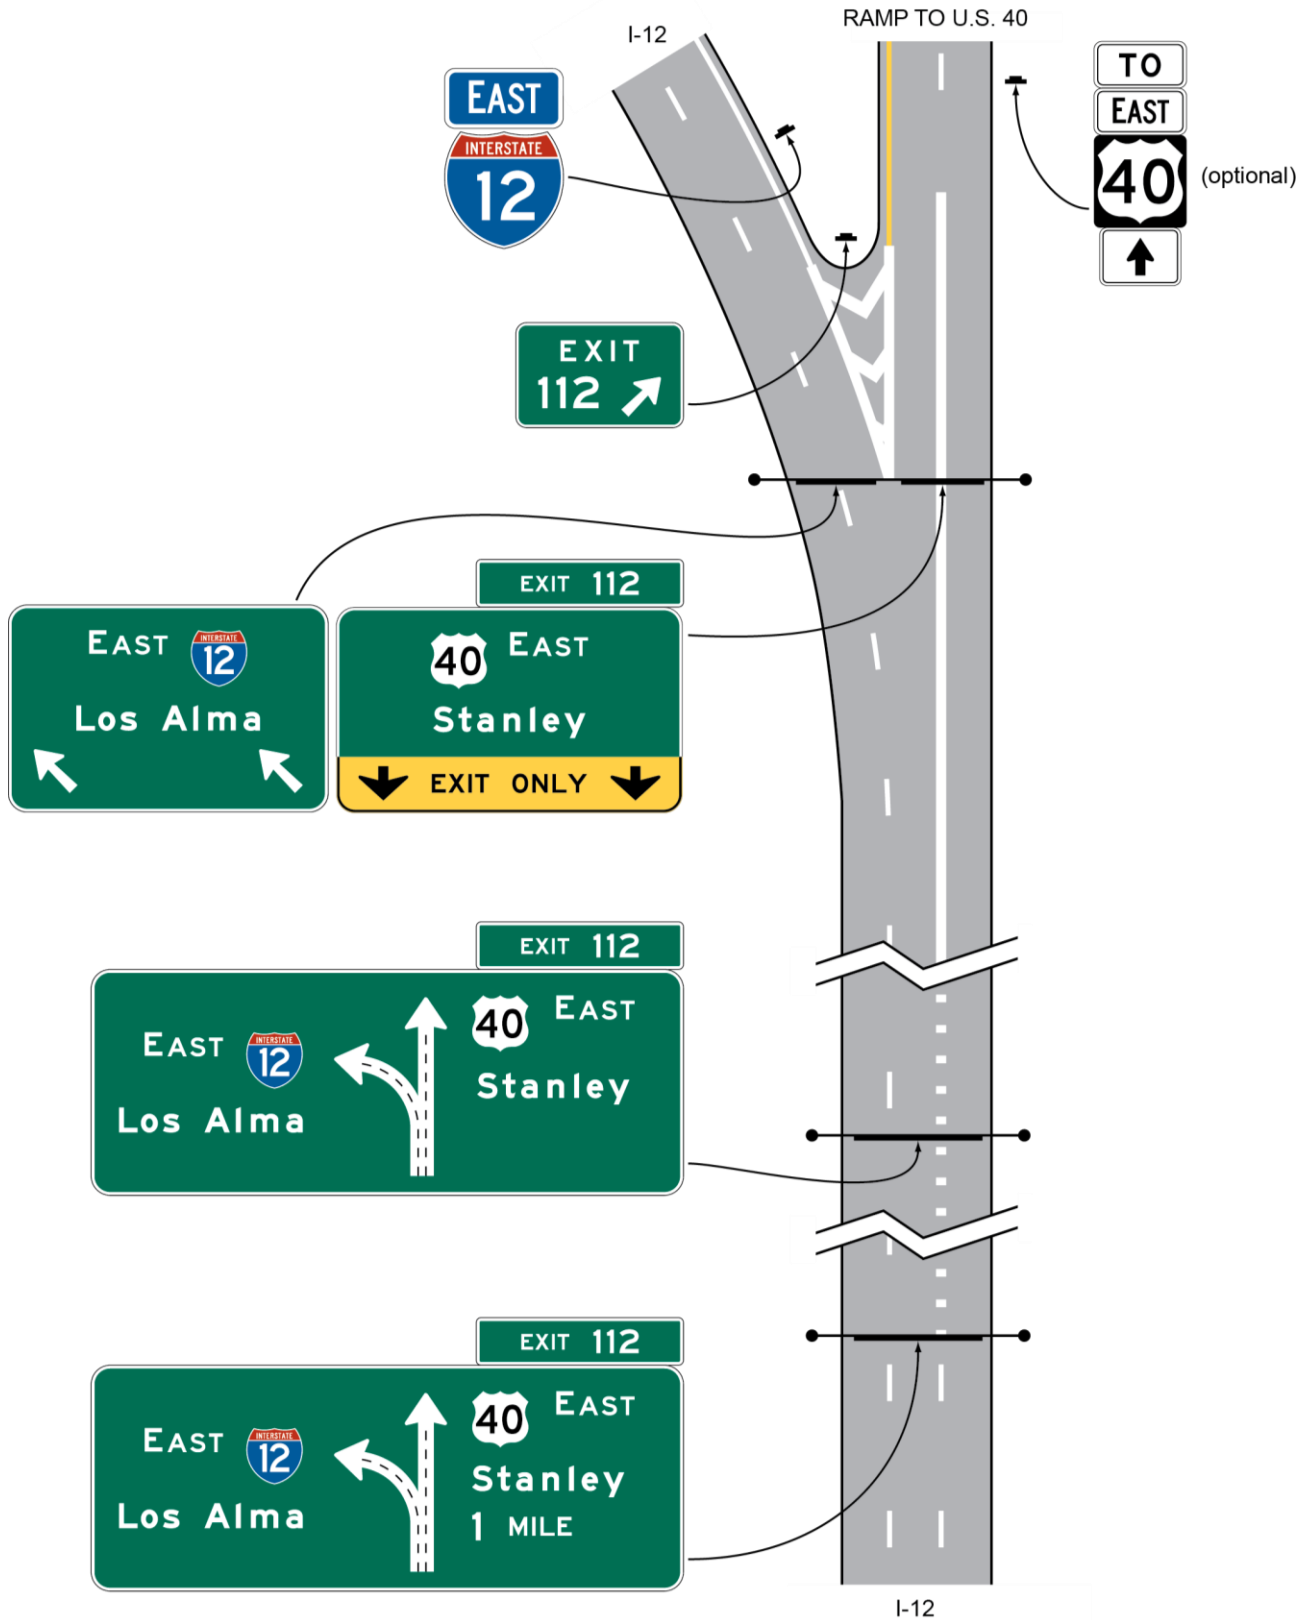 I-12
RAMP TO U.S. 40
EAST
INTERSTATE
12
TO
EAST
40
(optional)
EXIT
112
EXIT 112
EAST
INTERSTATE
12
Los Alma
40 EAST
Stanley
EXIT ONLY
EXIT 112
EAST
INTERSTATE
12
Los Alma
40 EAST
Stanley
EXIT 112
EAST
INTERSTATE
12
Los Alma
40 EAST
Stanley
1 MILE
I-12